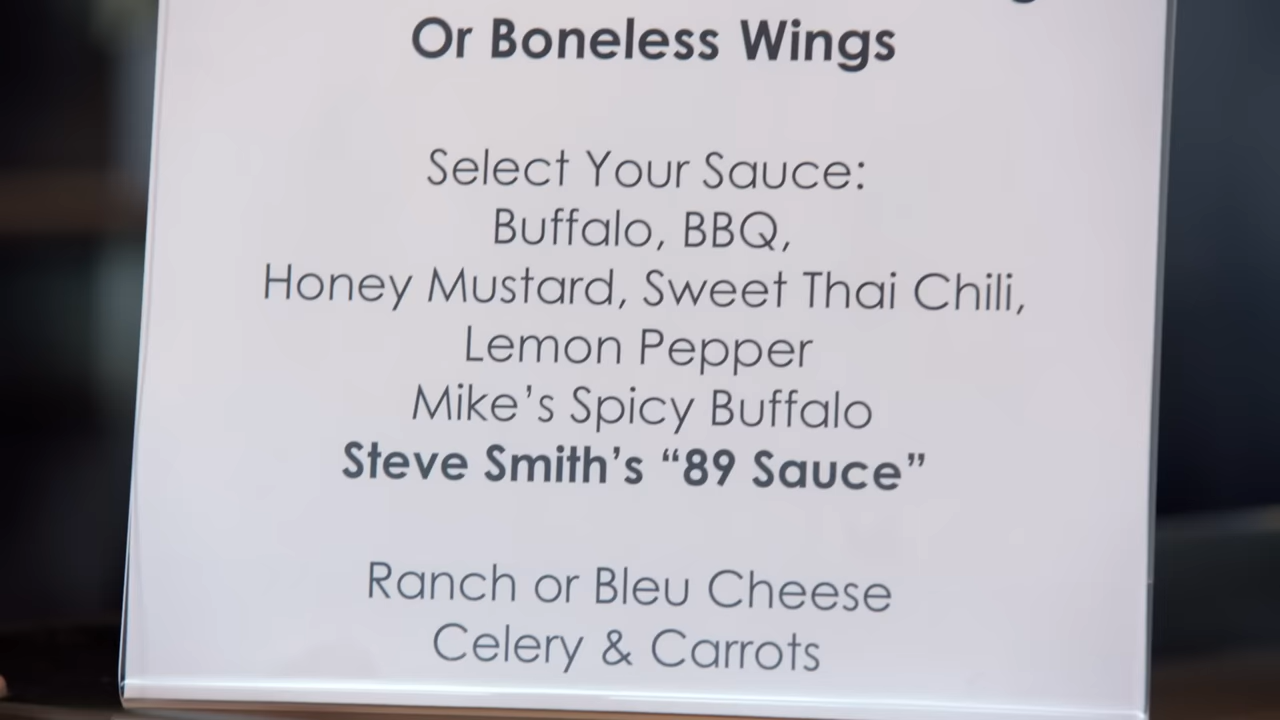 Or Boneless Wings
Select Your Sauce:
Buffalo, BBQ,
Honey Mustard, Sweet Thai Chili,
Lemon Pepper
Mike's Spicy Buffalo
Steve Smith's “89 Sauce”
Ranch or Bleu Cheese
Celery & Carrots